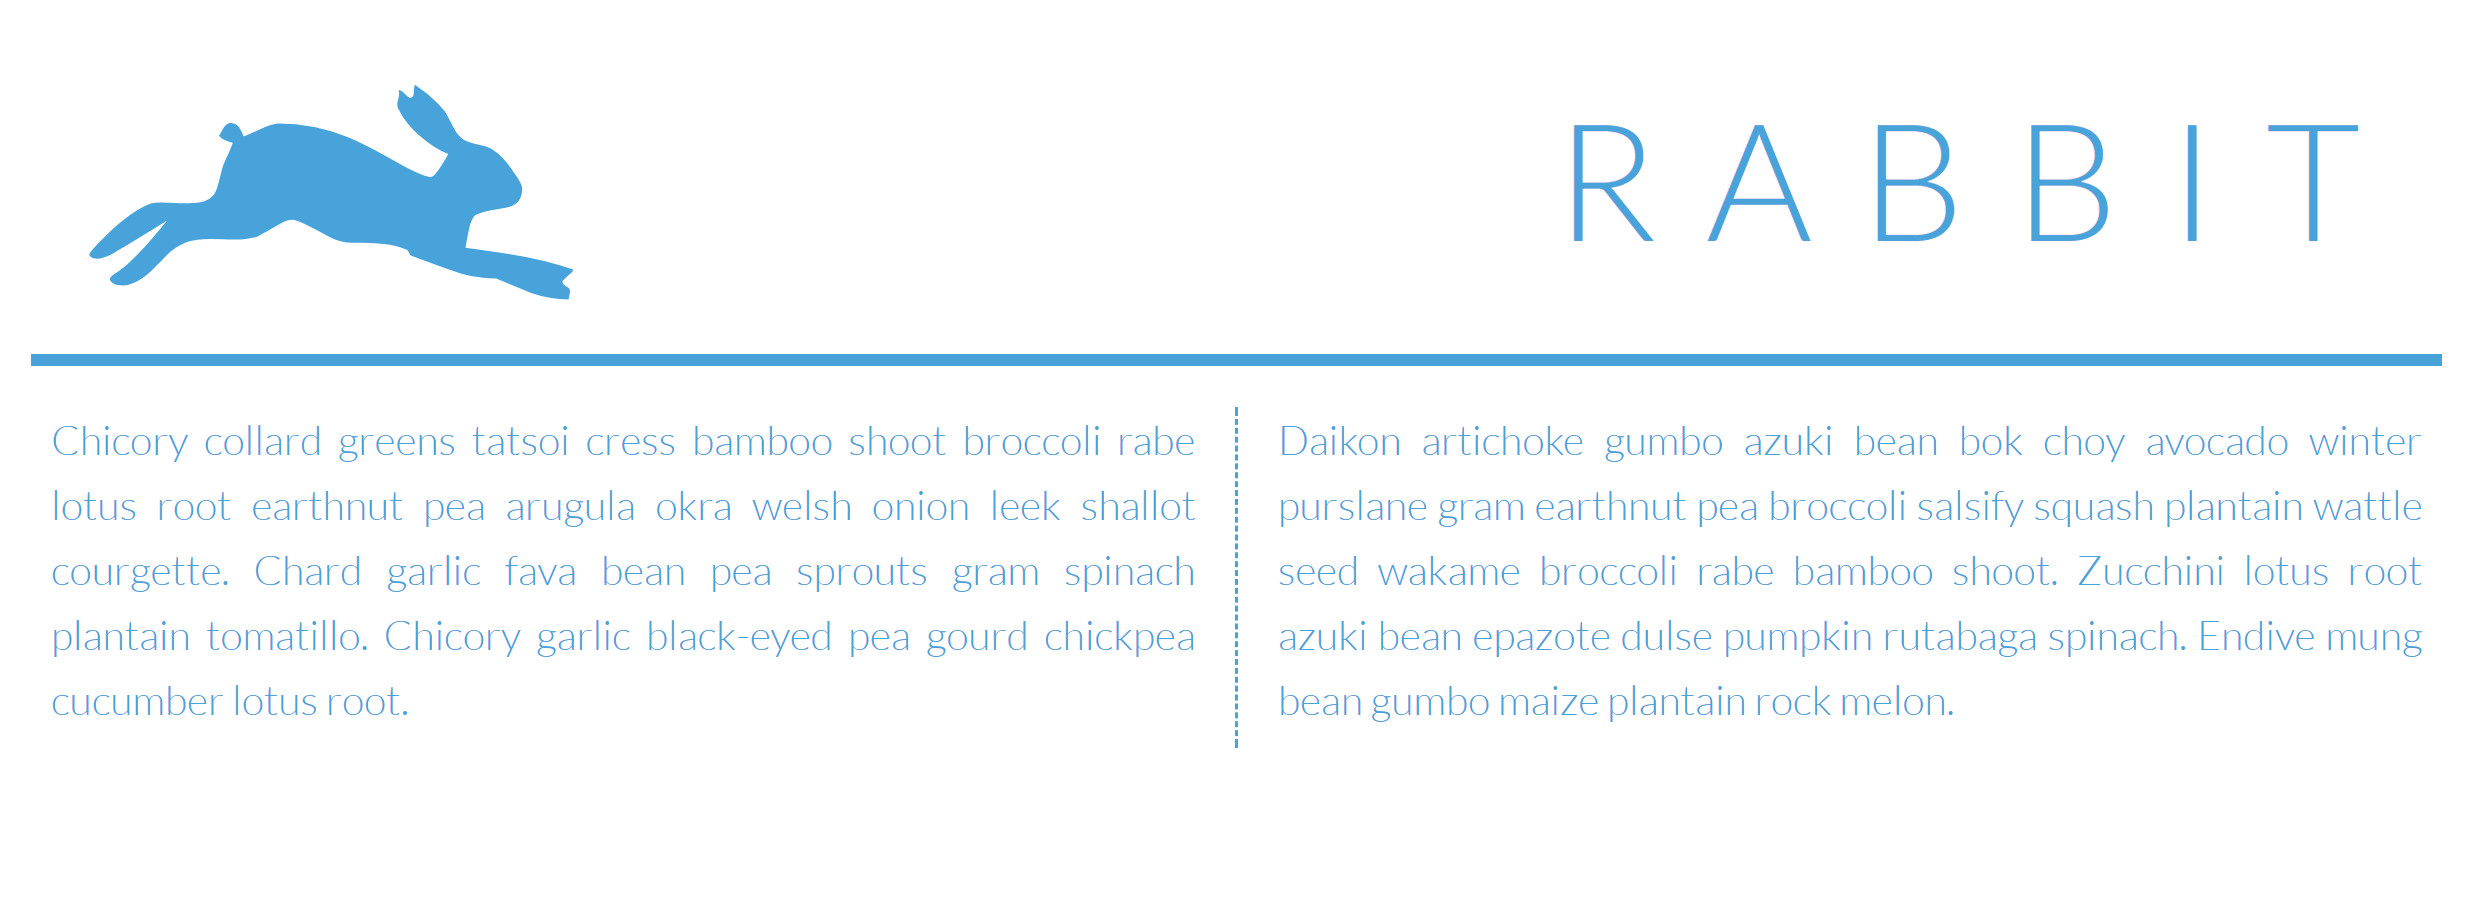 RABBIT
Chicory collard greens tatsoi cress bamboo shoot broccoli rabe
lotus root earthnut pea arugula okra welsh onion leek shallot
courgette. Chard garlic fava bean pea sprouts gram spinach
plantain tomatillo. Chicory garlic black-eyed pea gourd chickpea
cucumber lotus root.
Daikon artichoke gumbo azuki bean bok choy avocado winter
purslane gram earthnut pea broccoli salsify squash plantain wattle
seed wakame broccoli rabe bamboo shoot. Zucchini lotus root
azuki bean epazote dulse pumpkin rutabaga spinach. Endive mung
bean gumbo maize plantain rock melon.